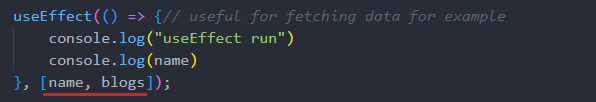 useEffect(() => {// useful for fetching data for example
console.log("useEffect run")
console.log(name)
}, [name, blogs]);